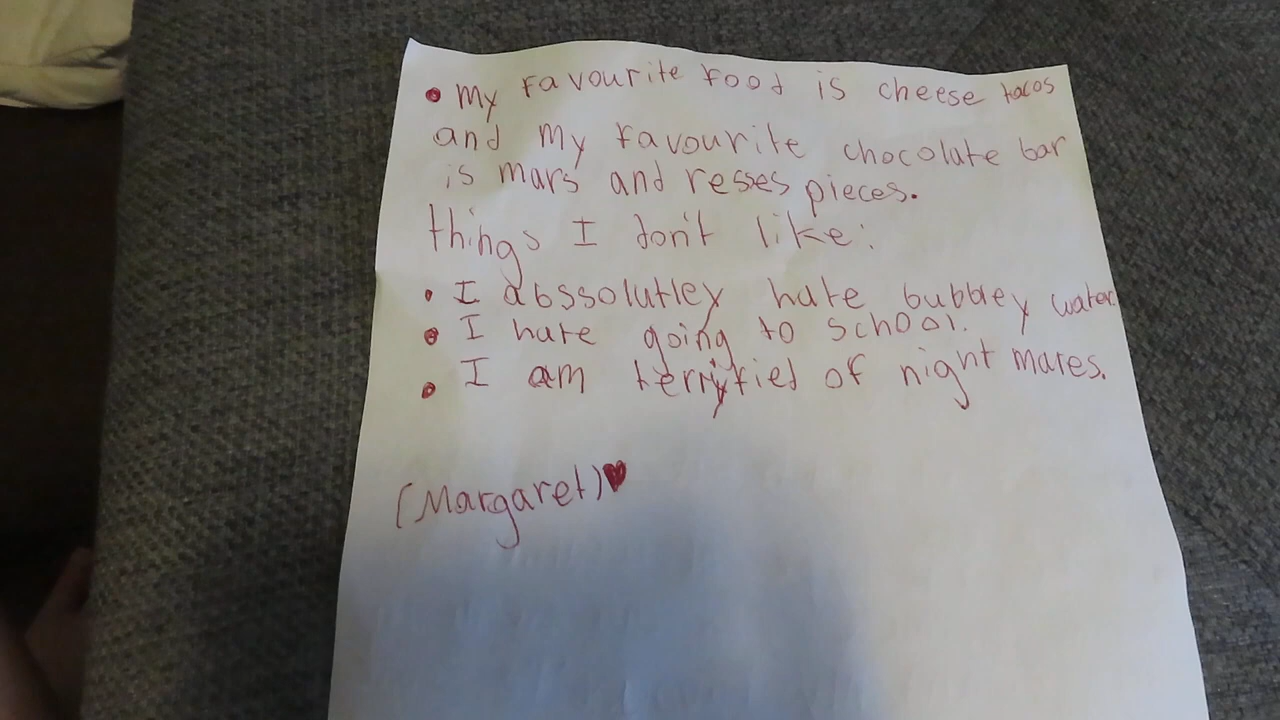 • My favourite food is cheese tacos
and my favourite chocolate bar
is mars and resses pieces.
things I don't like:
• I abssolutley hate bubbley water.
• I hate going to school.
• I am terryfied of night mares.
(Margaret)♥